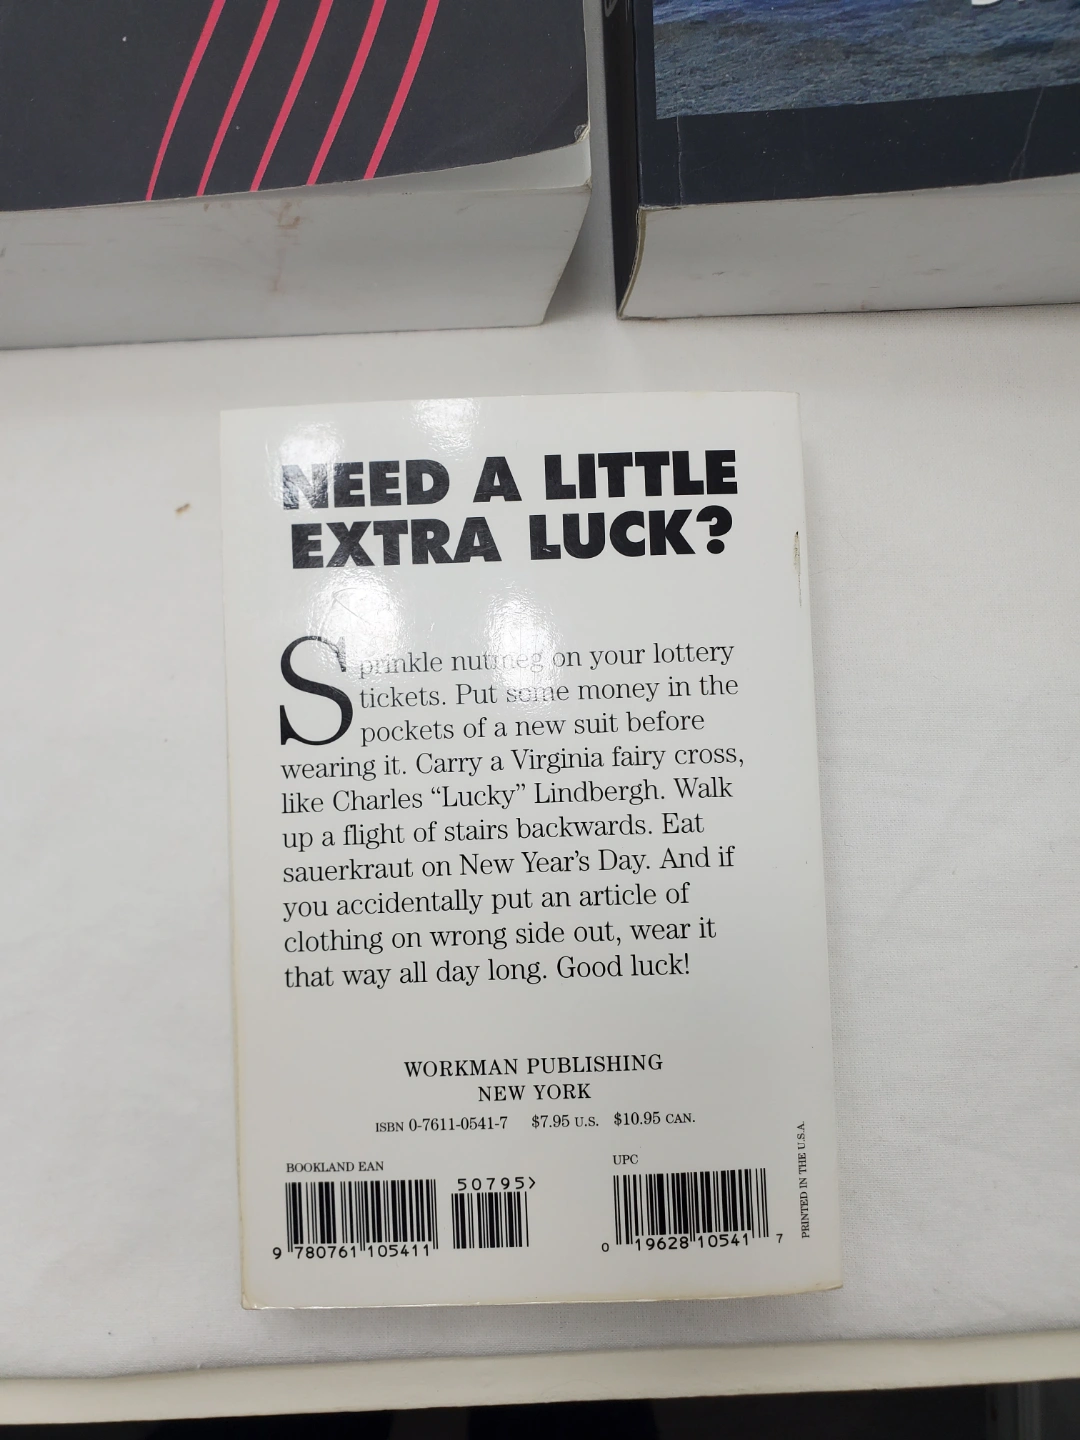 NEED A LITTLE
EXTRA LUCK?
Sprinkle nutmeg on your lottery
tickets. Put some money in the
pockets of a new suit before
wearing it. Carry a Virginia fairy cross,
like Charles “Lucky” Lindbergh. Walk
up a flight of stairs backwards. Eat
sauerkraut on New Year’s Day. And if
you accidentally put an article of
clothing on wrong side out, wear it
that way all day long. Good luck!
WORKMAN PUBLISHING
NEW YORK
ISBN 0-7611-0541-7 $7.95 U.S. $10.95 CAN.
BOOKLAND EAN
50795>
9 780761 105411
UPC
0 19628 10541 7
PRINTED IN THE U.S.A.